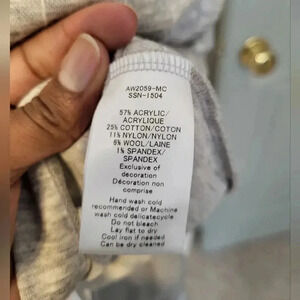 AW2059-MC
SSN-1504
57% ACRYLIC/
ACRYLIQUE
25% COTTON/COTON
11% NYLON/NYLON
6% WOOL/LAINE
1% SPANDEX/
SPANDEX
Exclusive of
decoration
Décoration non
comprise
Hand wash cold
recommended or Machine
wash cold delicatecycle
Do not bleach
Lay flat to dry
Cool iron if needed
Can be dry cleaned